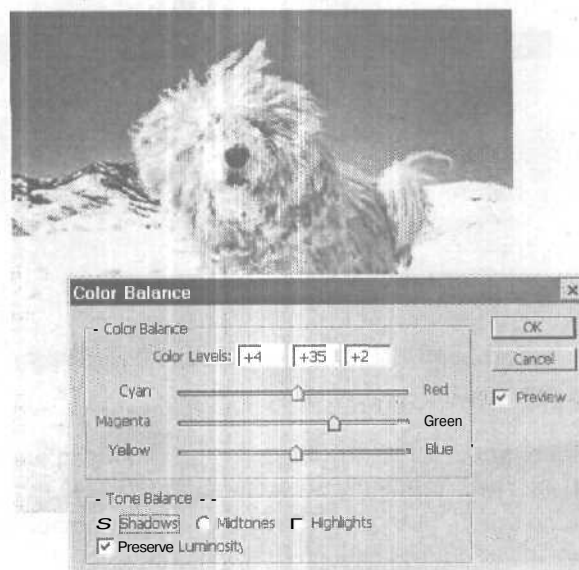 Color Balance
- Color Balance
OK
Color Levels: +4 +35 +2
Cancel
Cyan Red
Preview
Magenta Green
Yellow Blue
- Tone Balance - -
S Shadows Midtones Γ Highlights
Preserve Luminosity